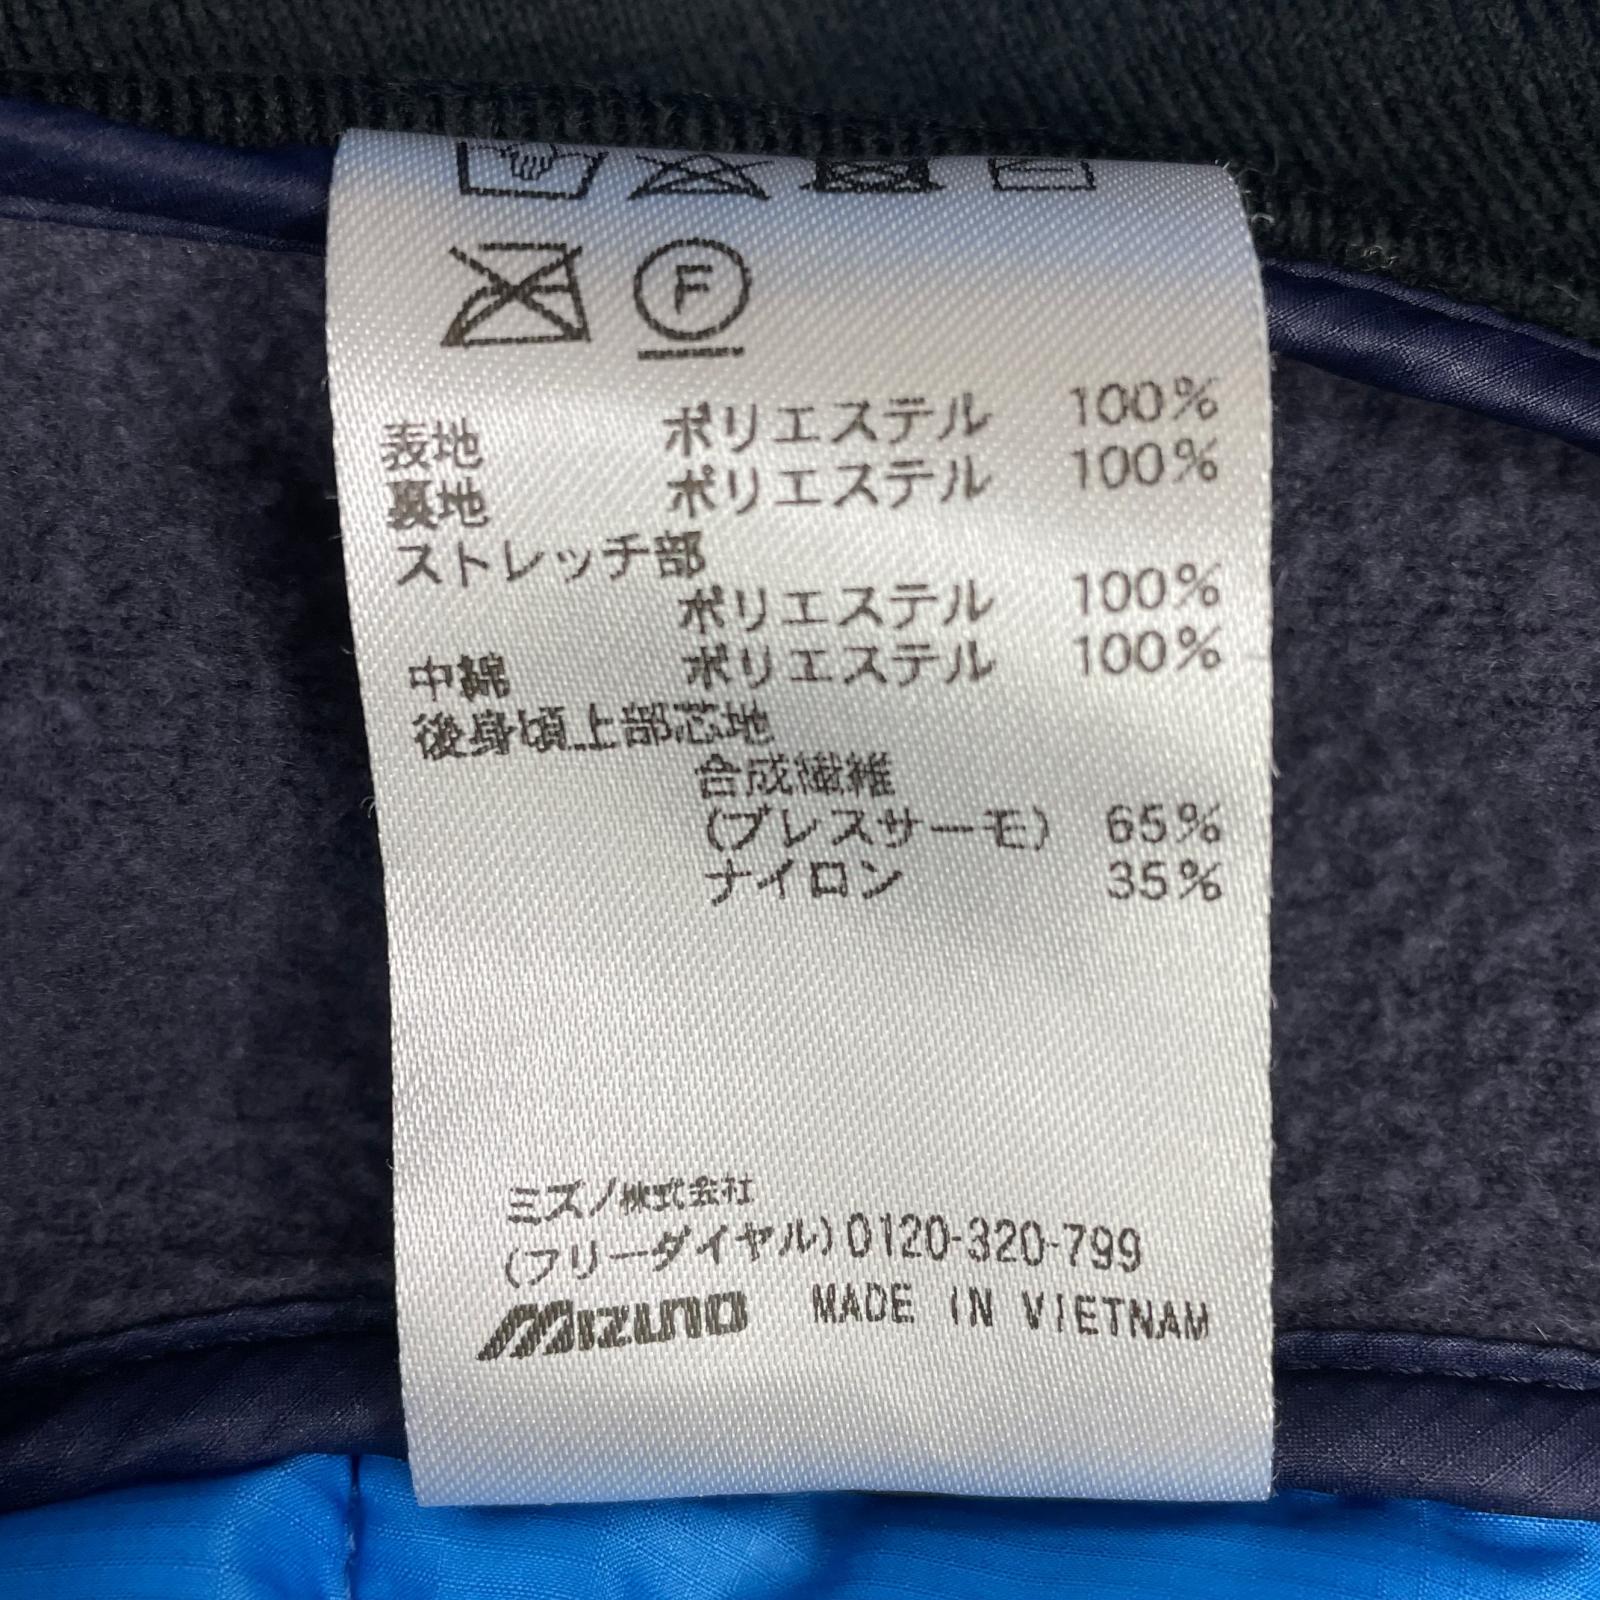 F
表地 ポリエステル 100%
裏地 ポリエステル 100%
ストレッチ部
ポリエステル 100%
中綿 ポリエステル 100%
後身頃上部芯地
合成繊維
(ブレスサーモ) 65%
ナイロン 35%
ミズノ株式会社
(フリーダイヤル)0120-320-799
MIZUNO MADE IN VIETNAM